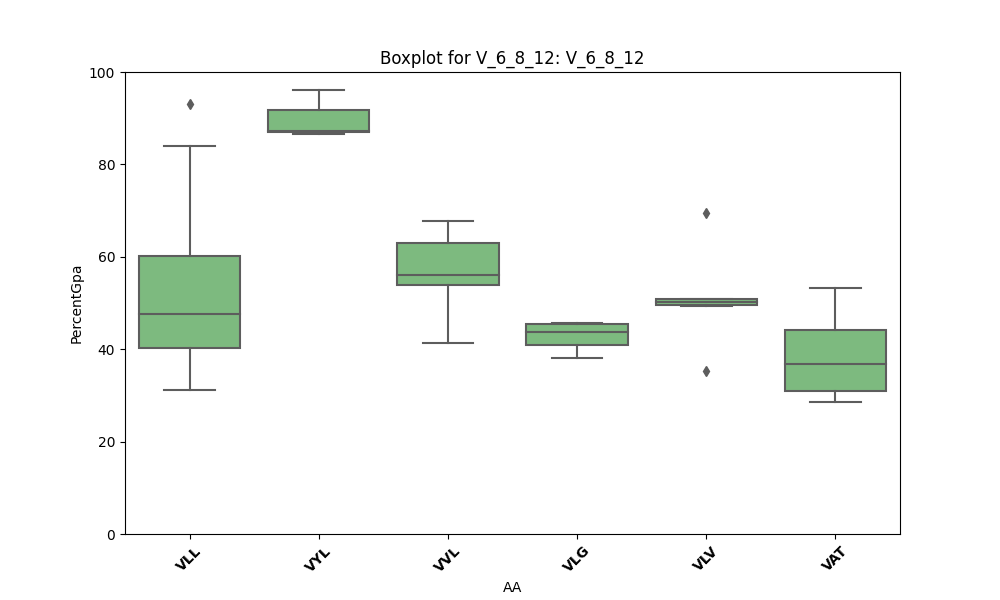 Boxplot for V_6_8_12: V_6_8_12
100
80
60
40
20
0
PercentGpa
VLL
VYL
VVL
VLG
VLV
VAT
AA